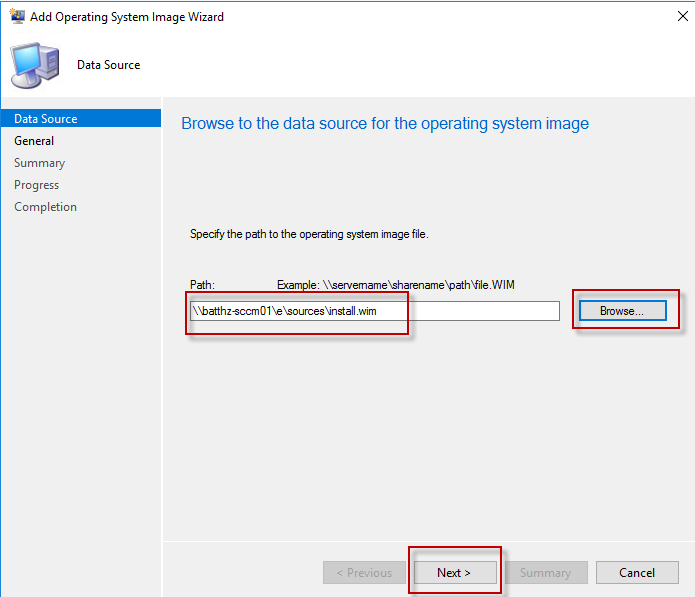 Add Operating System Image Wizard
Data Source
Data Source
General
Summary
Progress
Completion
Browse to the data source for the operating system image
Specify the path to the operating system image file.
Path: Example: \\servername\sharename\path\file.WIM
\\batthz-sccm01\e\sources\install.wim
Browse...
< Previous Next > Summary Cancel